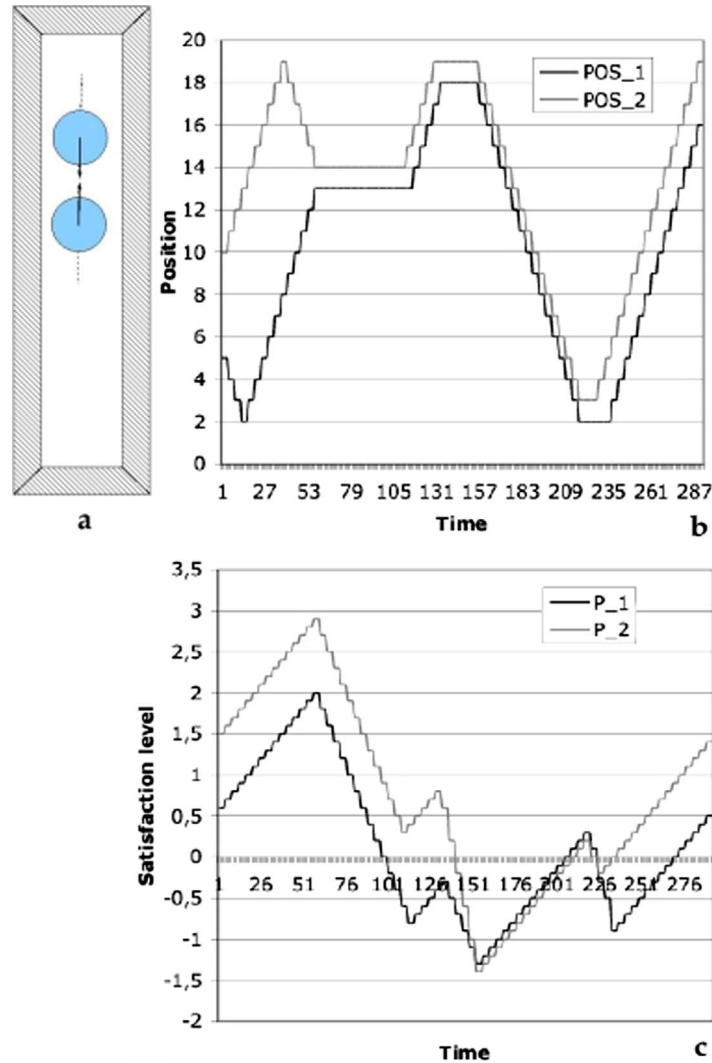 20
18
16
14
12
10
8
6
4
2
0
Position
POS_1
POS_2
1 27 53 79 105 131 157 183 209 235 261 287
Time
a
b
3,5
3
2,5
2
1,5
1
0,5
0
-0,5
-1
-1,5
-2
Satisfaction level
P_1
P_2
1 26 51 76 101 126 151 176 201 226 251 276
Time
c